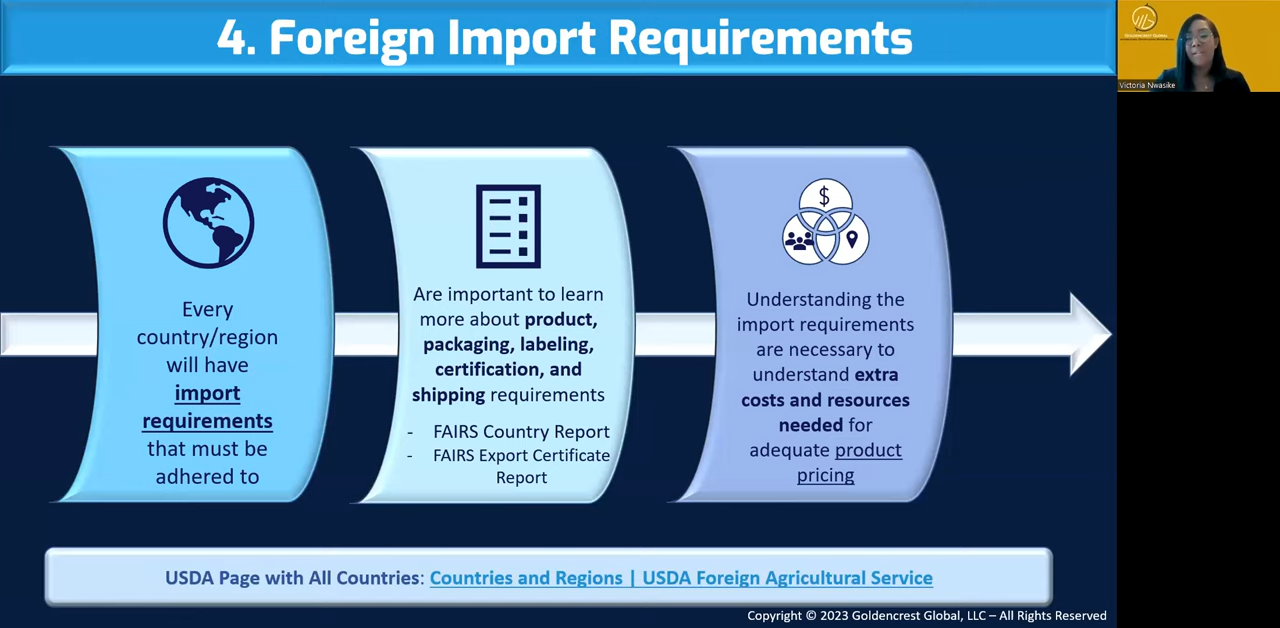 4. Foreign Import Requirements
Every
country/region
will have
import
requirements
that must be
adhered to
$
Are important to learn
more about product,
packaging, labeling,
certification, and
shipping requirements
- FAIRS Country Report
- FAIRS Export Certificate
Report
Understanding the
import requirements
are necessary to
understand extra
costs and resources
needed for
adequate product
pricing
USDA Page with All Countries: Countries and Regions | USDA Foreign Agricultural Service
Copyright © 2023 Goldencrest Global, LLC – All Rights Reserved
Goldencrest Global
Victoria Nwasike